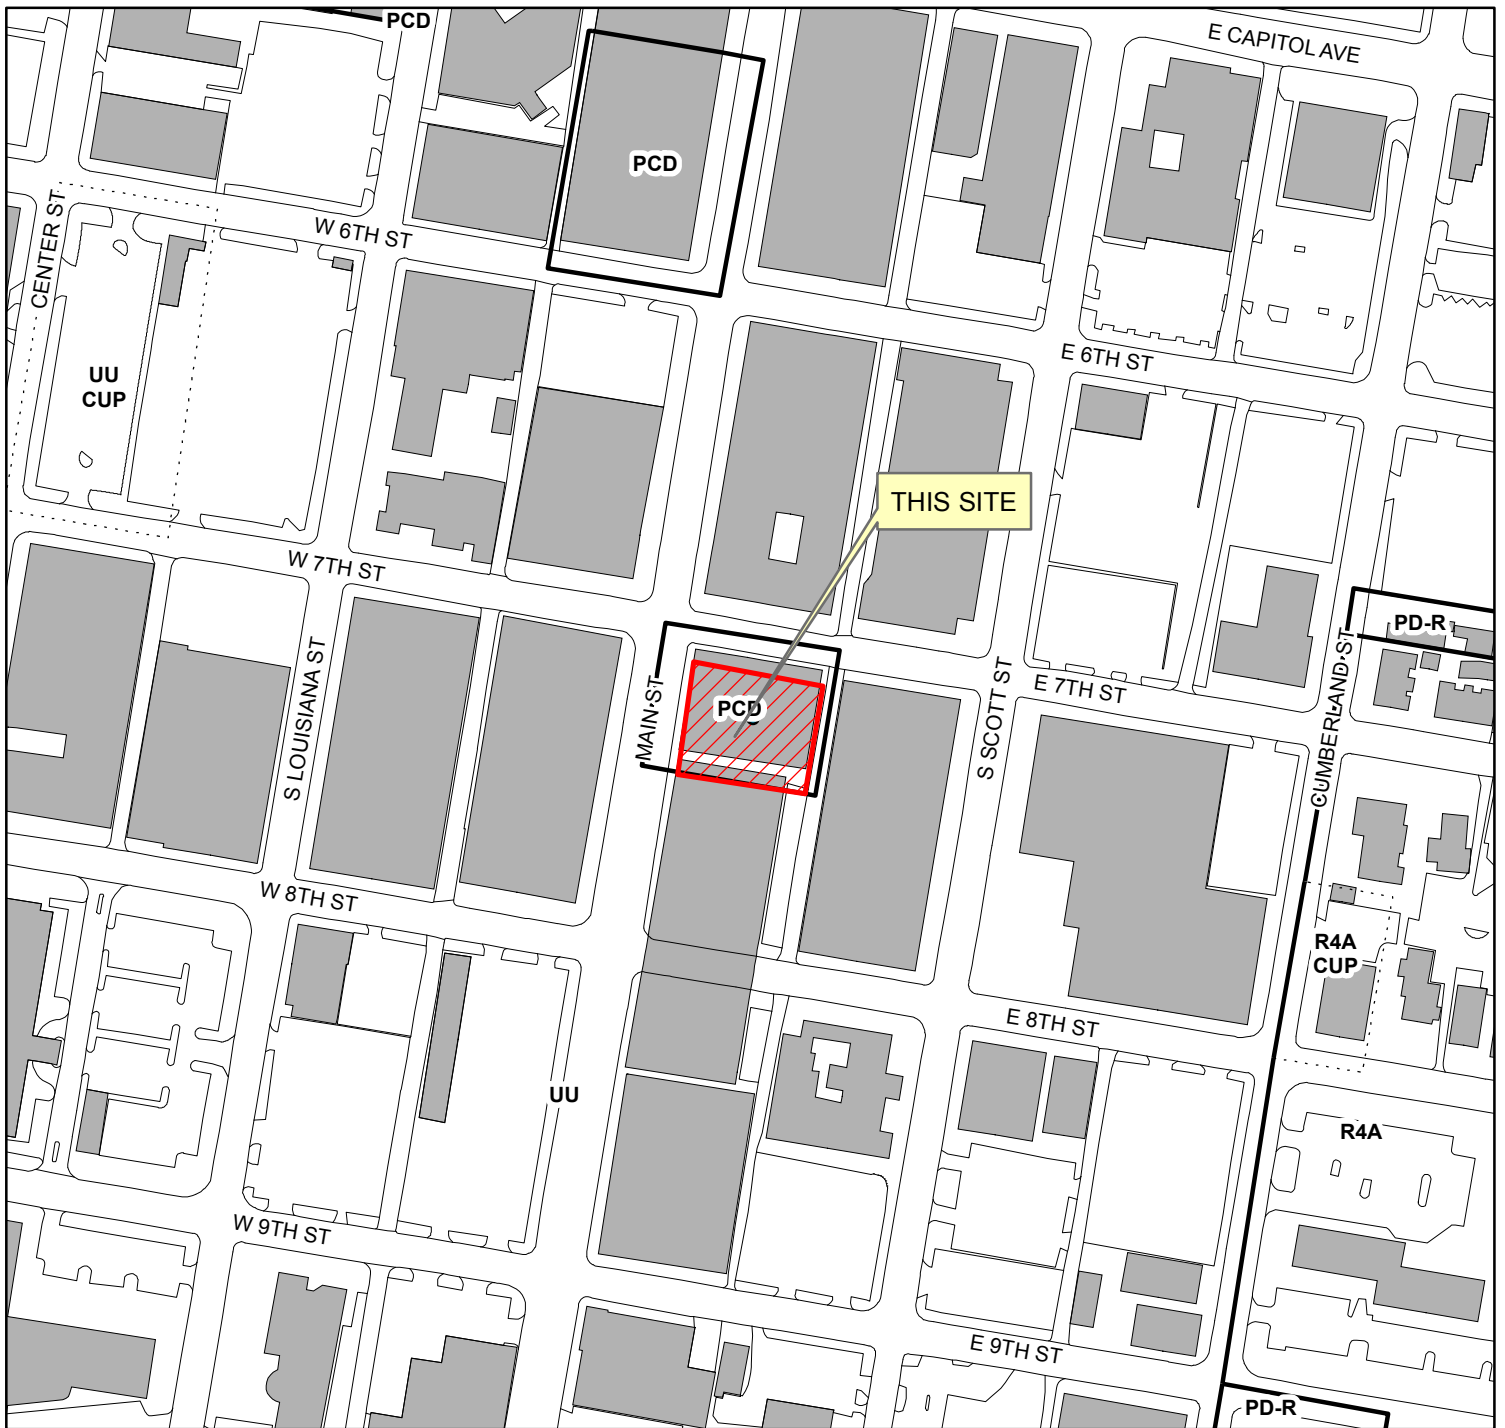 PCD
E CAPITOL AVE
PCD
CENTER ST
W 6TH ST
E 6TH ST
UU
CUP
THIS SITE
W 7TH ST
PD-R
S LOUISIANA ST
MAIN ST
PCD
S SCOTT ST
E 7TH ST
CUMBERLAND ST
W 8TH ST
R4A
CUP
E 8TH ST
UU
R4A
W 9TH ST
E 9TH ST
PD-R